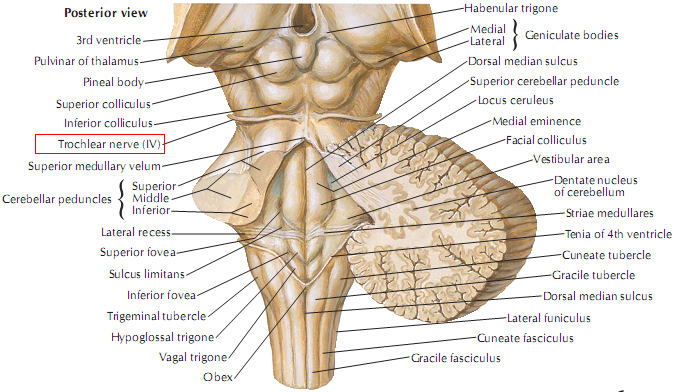 Posterior view
3rd ventricle
Pulvinar of thalamus
Pineal body
Superior colliculus
Inferior colliculus
Trochlear nerve (IV)
Superior medullary velum
Cerebellar peduncles
Superior
Middle
Inferior
Lateral recess
Superior fovea
Sulcus limitans
Inferior fovea
Trigeminal tubercle
Hypoglossal trigone
Vagal trigone
Obex
Habenular trigone
Medial
Lateral
Geniculate bodies
Dorsal median sulcus
Superior cerebellar peduncle
Locus ceruleus
Medial eminence
Facial colliculus
Vestibular area
Dentate nucleus
of cerebellum
Striae medullares
Tenia of 4th ventricle
Cuneate tubercle
Gracile tubercle
Dorsal median sulcus
Lateral funiculus
Cuneate fasciculus
Gracile fasciculus